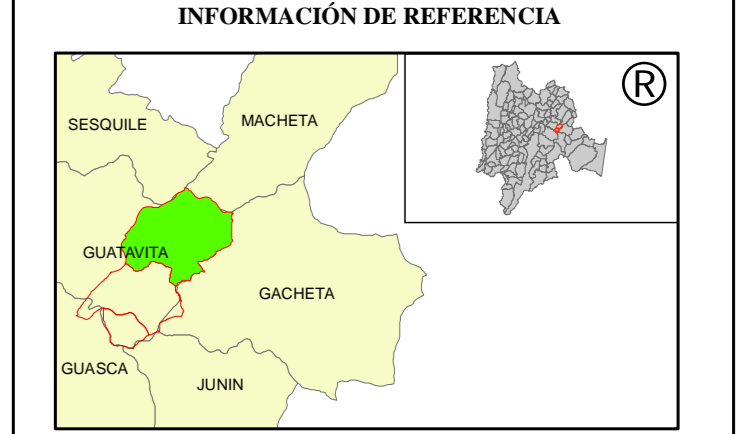 INFORMACIÓN DE REFERENCIA
®
SESQUILE
MACHETA
GUATAVITA
GACHETA
GUASCA
JUNIN